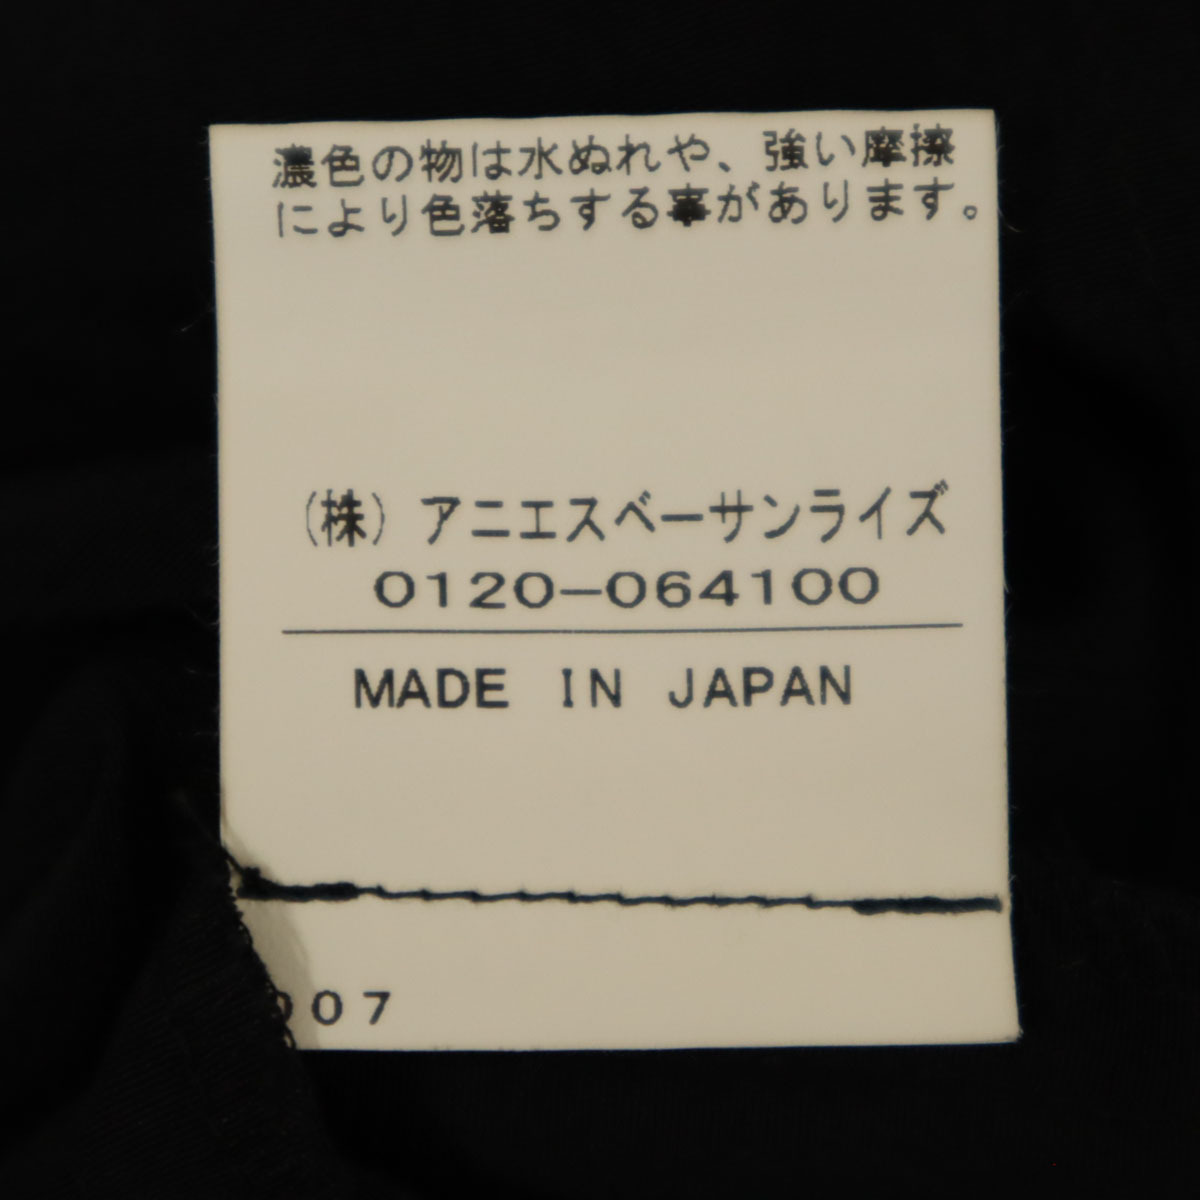 濃色の物は水ぬれや、強い摩擦
により色落ちする事があります。
(株) アニエスベーサンライズ
0120-064100
MADE IN JAPAN
07